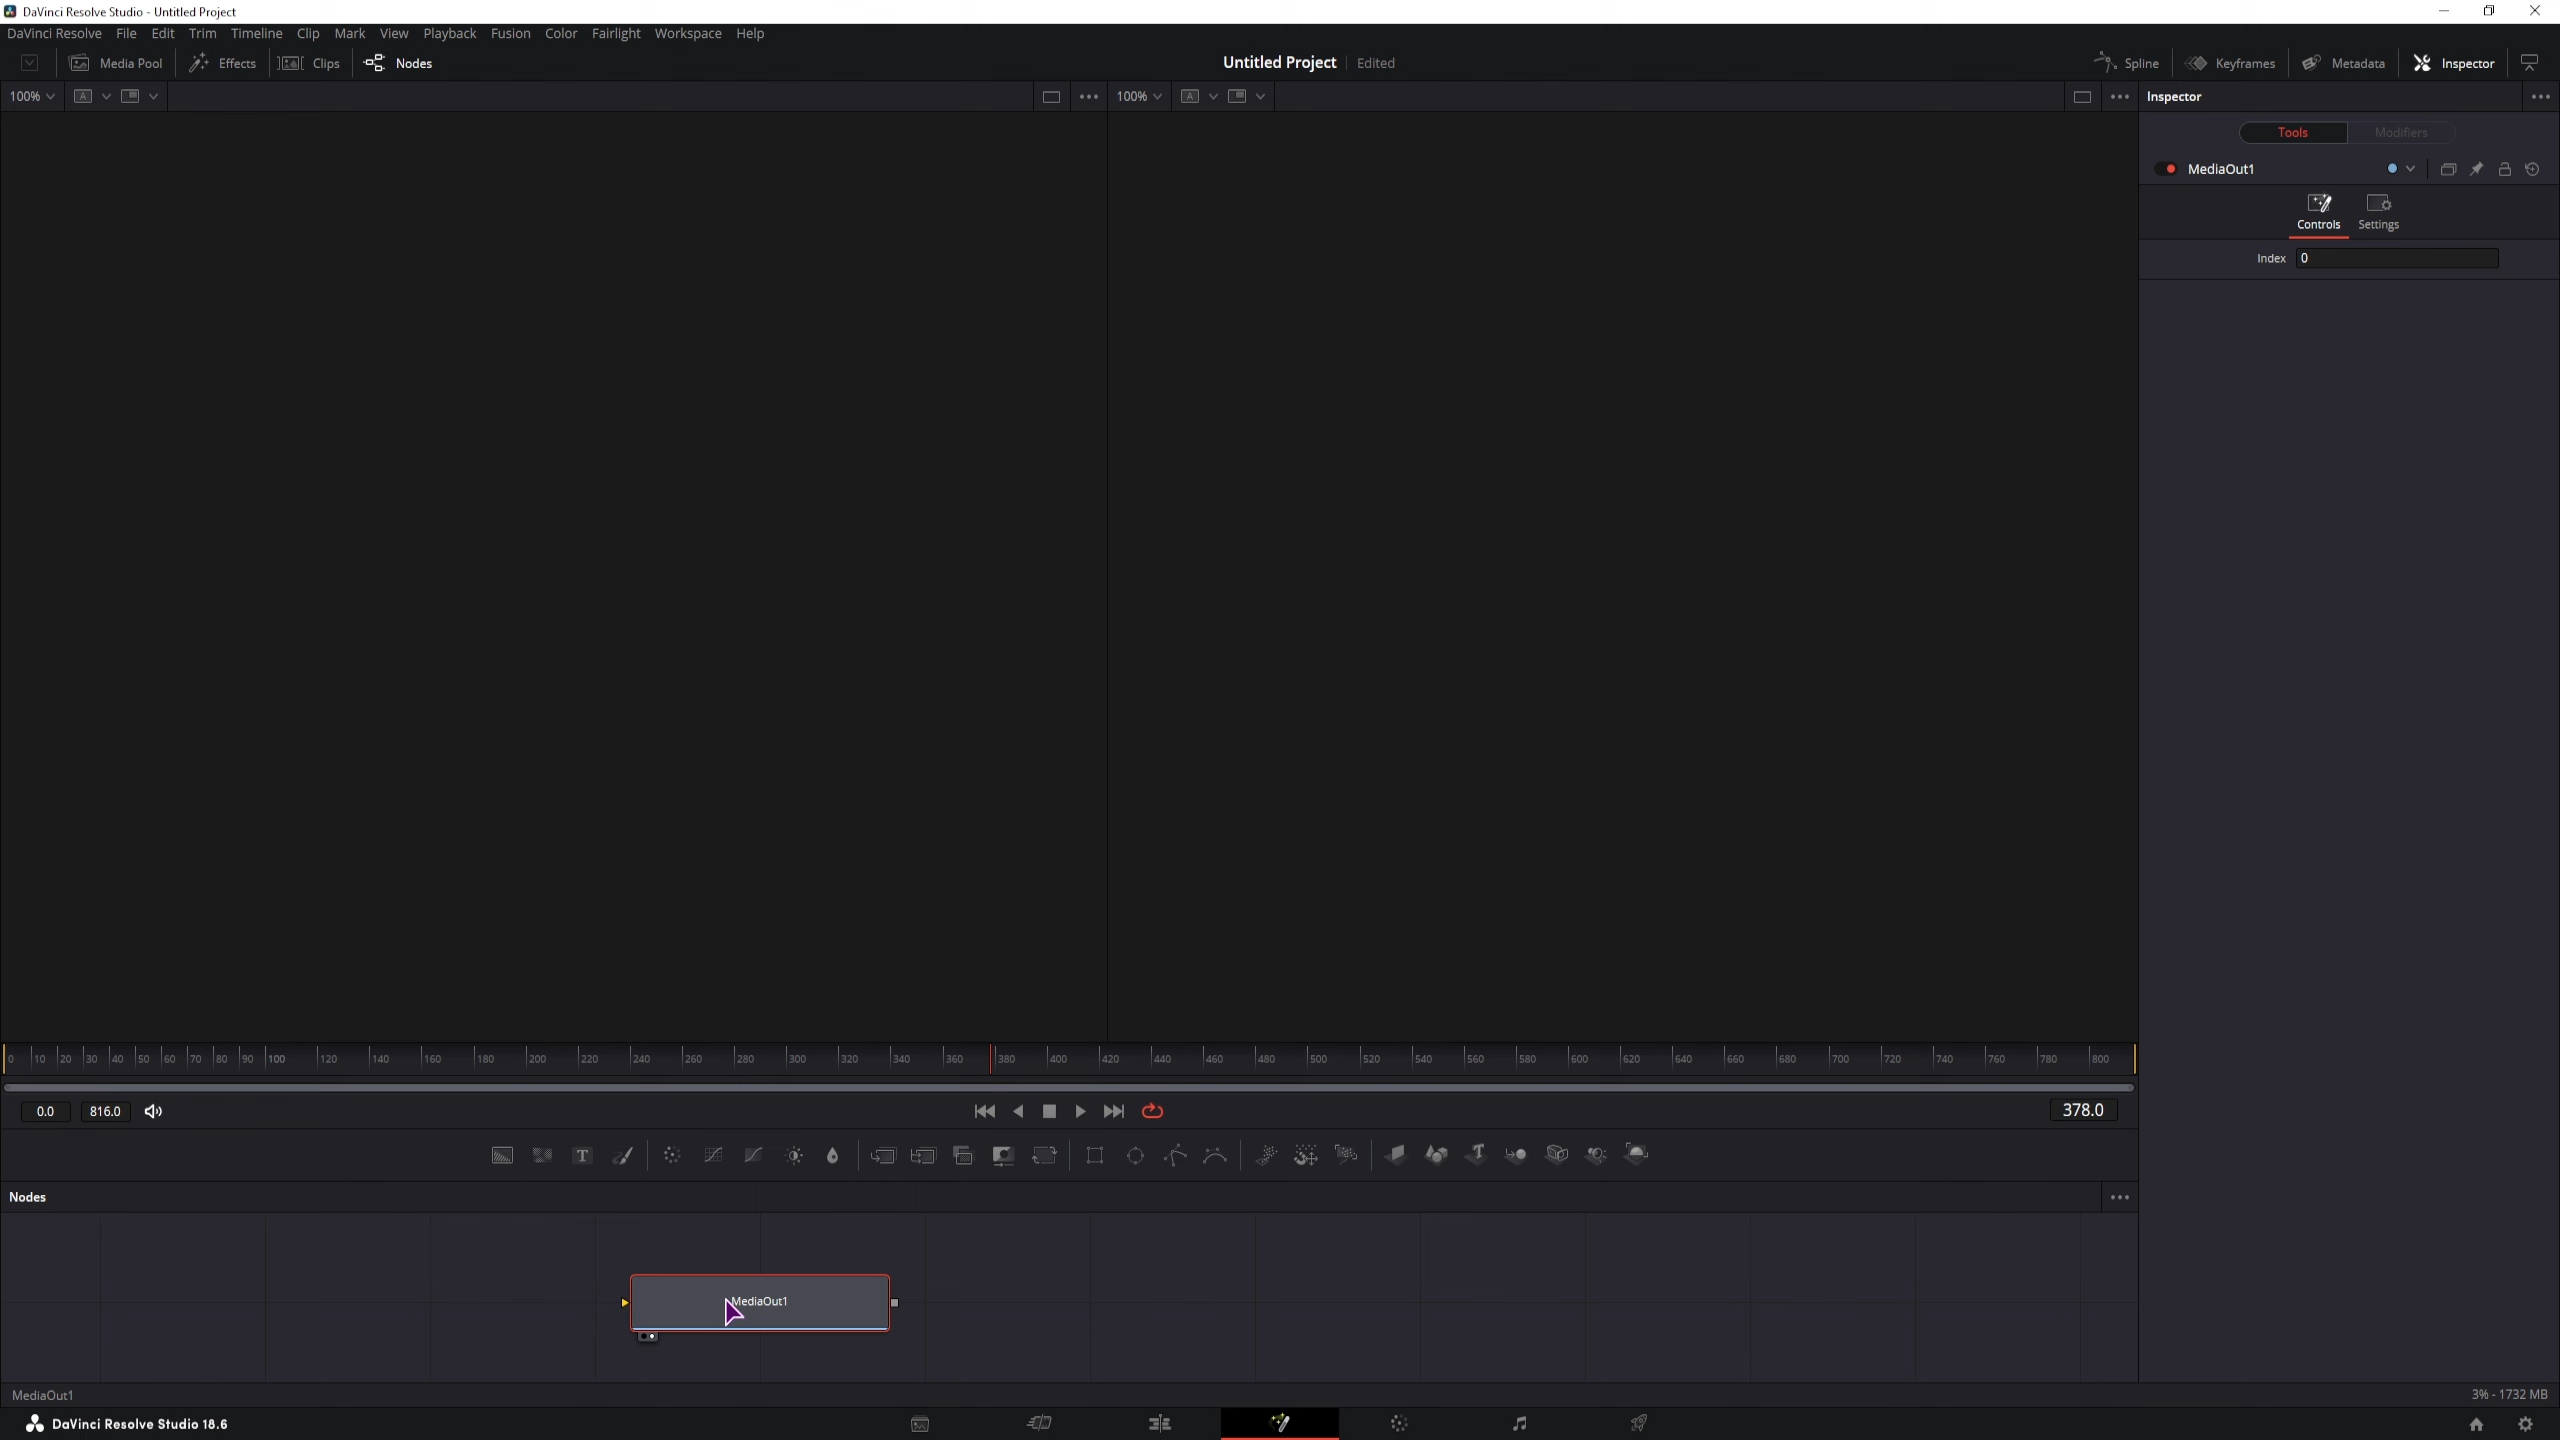 DaVinci Resolve Studio - Untitled Project
DaVinci Resolve File Edit Trim Timeline Clip Mark View Playback Fusion Color Fairlight Workspace Help
Media Pool Effects Clips Nodes Untitled Project Edited Spline Keyframes Metadata Inspector
100% A 100% A Inspector
Tools Modifiers
MediaOut1
Controls Settings
Index 0
0 10 20 30 40 50 60 70 80 90 100 120 140 160 180 200 220 240 260 280 300 320 340 360 380 400 420 440 460 480 500 520 540 560 580 600 620 640 660 680 700 720 740 760 780 800
0.0 816.0 378.0
T T
Nodes
MediaOut1
MediaOut1 3% - 1732 MB
DaVinci Resolve Studio 18.6